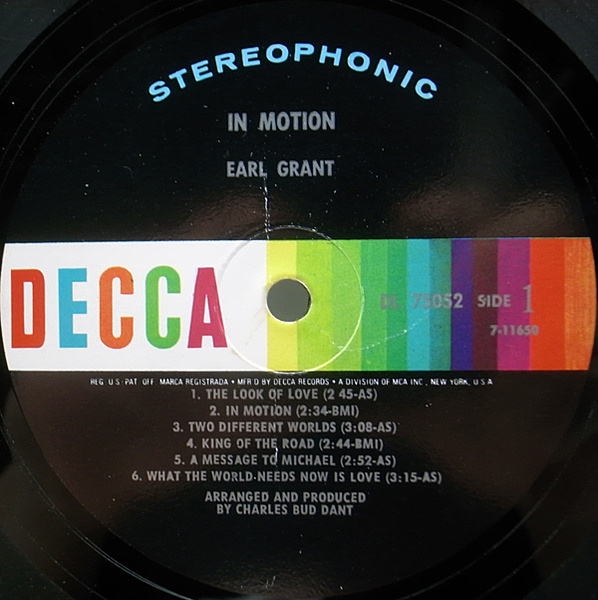 STEREOPHONIC
IN MOTION
EARL GRANT
DECCA
DL 75052 SIDE 1
7-11650
REG. U.S. PAT. OFF. MARCA REGISTRADA • MFR'D BY DECCA RECORDS • A DIVISION OF MCA INC., NEW YORK, U.S.A
1. THE LOOK OF LOVE (2 45-AS)
2. IN MOTION (2:34-BMI)
3. TWO DIFFERENT WORLDS (3:08-AS)
4. KING OF THE ROAD (2:44-BMI)
5. A MESSAGE TO MICHAEL (2:52-AS)
6. WHAT THE WORLD NEEDS NOW IS LOVE (3:15-AS)
ARRANGED AND PRODUCED
BY CHARLES BUD DANT